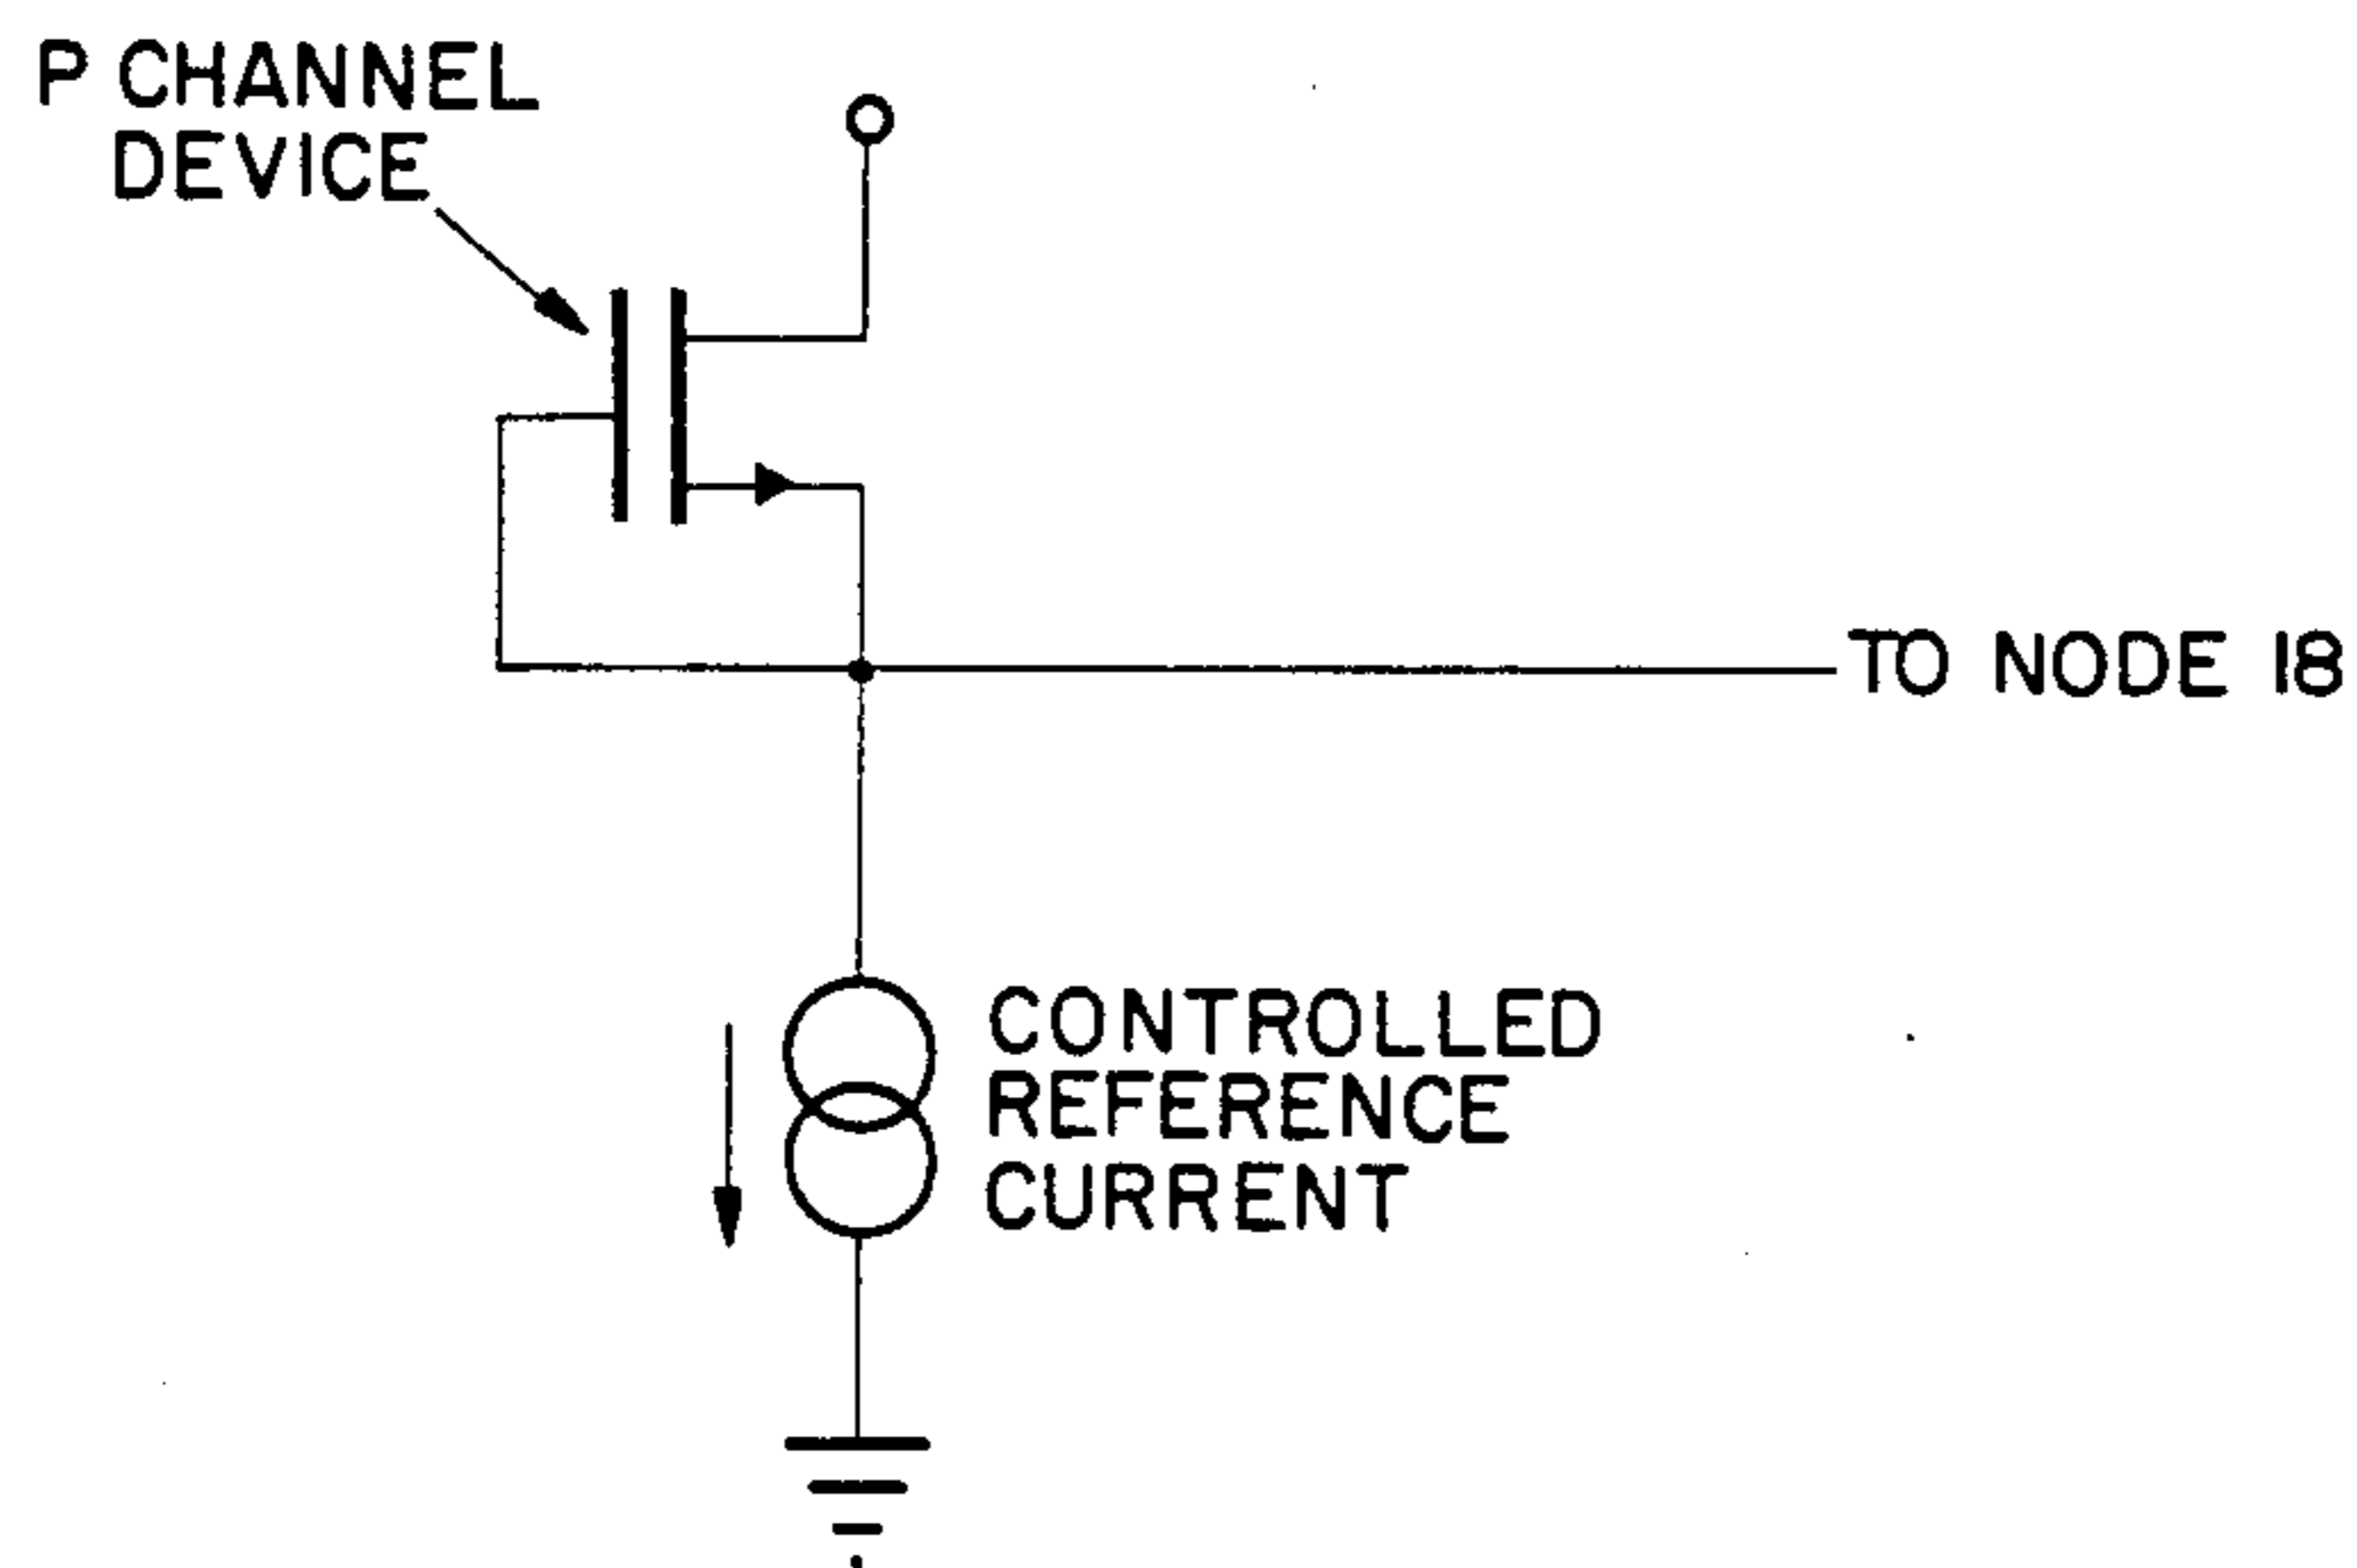 P CHANNEL
DEVICE
TO NODE 18
CONTROLLED
REFERENCE
CURRENT